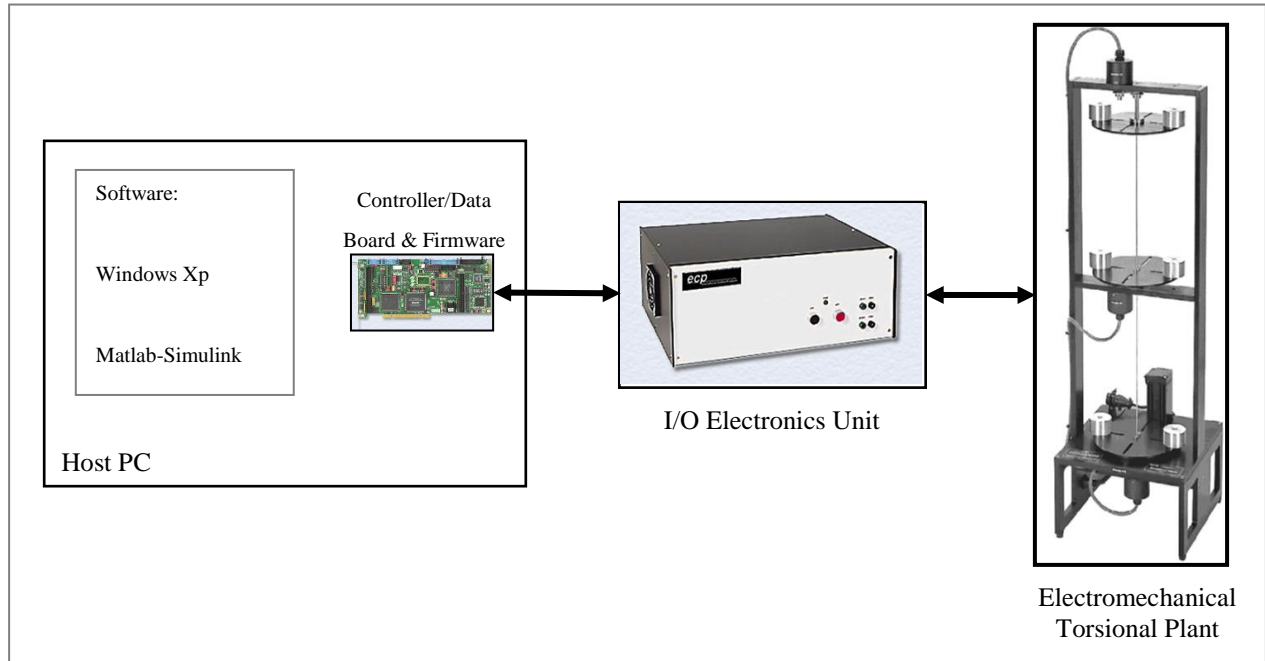 Software:
Windows Xp
Matlab-Simulink
Controller/Data
Board & Firmware
Host PC
ecp
I/O Electronics Unit
Electromechanical
Torsional Plant